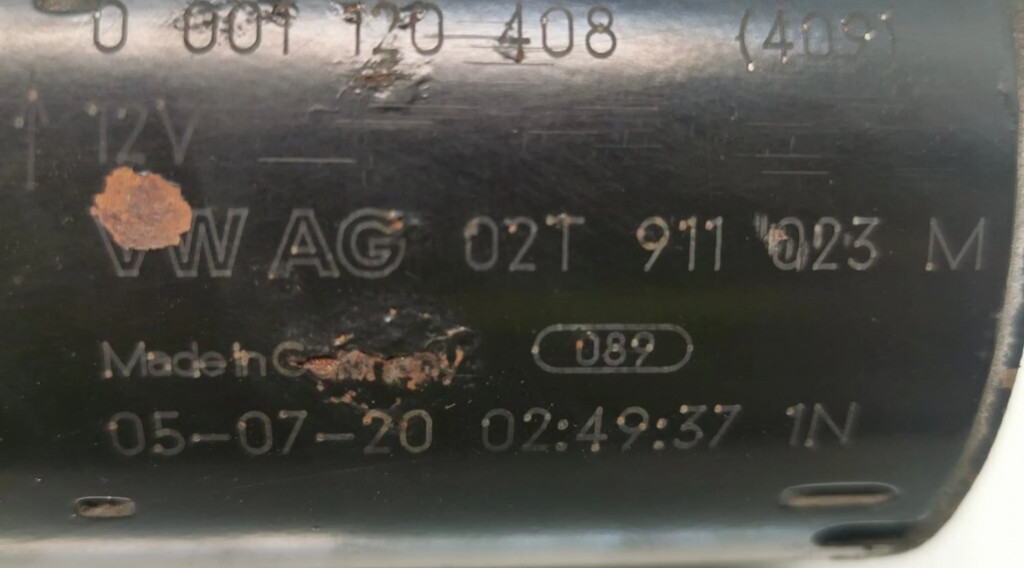 0 001 120 408 (409)
12V
VW AG 02T 911 023 M
Made in Germany 089
05-07-20 02:49:37 1N